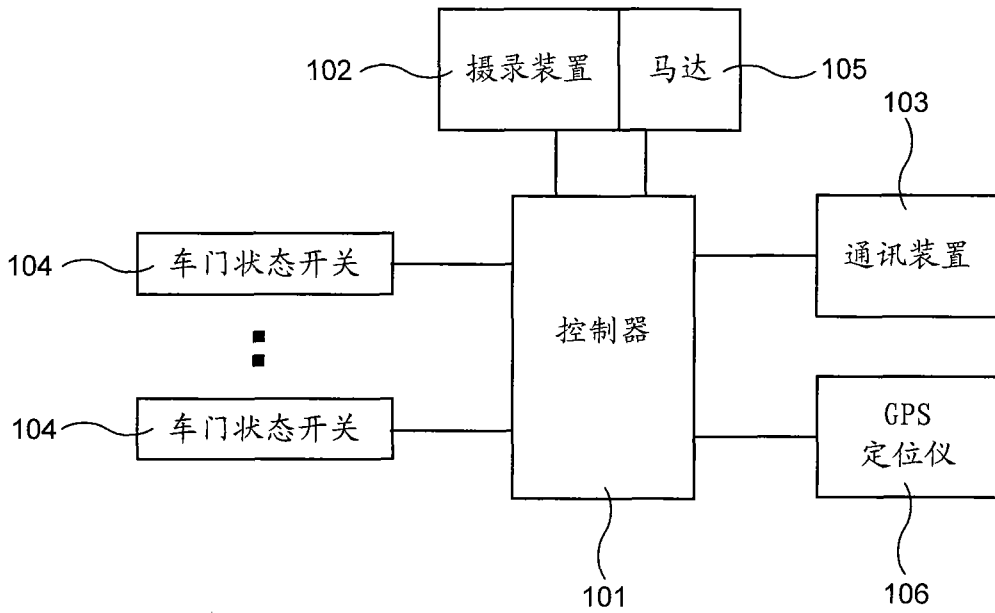 102
摄录装置
马达
105
103
104
车门状态开关
通讯装置
控制器
104
车门状态开关
GPS
定位仪
101
106